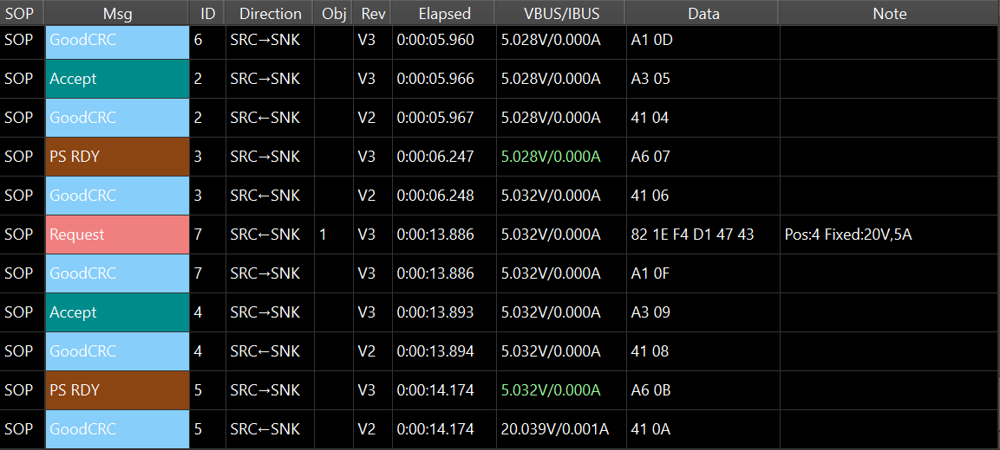 SOP Msg ID Direction Obj Rev Elapsed VBUS/IBUS Data Note
SOP GoodCRC 6 SRC→SNK V3 0:00:05.960 5.028V/0.000A A1 0D
SOP Accept 2 SRC→SNK V3 0:00:05.966 5.028V/0.000A A3 05
SOP GoodCRC 2 SRC←SNK V2 0:00:05.967 5.028V/0.000A 41 04
SOP PS RDY 3 SRC→SNK V3 0:00:06.247 5.028V/0.000A A6 07
SOP GoodCRC 3 SRC←SNK V2 0:00:06.248 5.032V/0.000A 41 06
SOP Request 7 SRC←SNK 1 V3 0:00:13.886 5.032V/0.000A 82 1E F4 D1 47 43 Pos:4 Fixed:20V,5A
SOP GoodCRC 7 SRC→SNK V3 0:00:13.886 5.032V/0.000A A1 0F
SOP Accept 4 SRC→SNK V3 0:00:13.893 5.032V/0.000A A3 09
SOP GoodCRC 4 SRC←SNK V2 0:00:13.894 5.032V/0.000A 41 08
SOP PS RDY 5 SRC→SNK V3 0:00:14.174 5.032V/0.000A A6 0B
SOP GoodCRC 5 SRC←SNK V2 0:00:14.174 20.039V/0.001A 41 0A